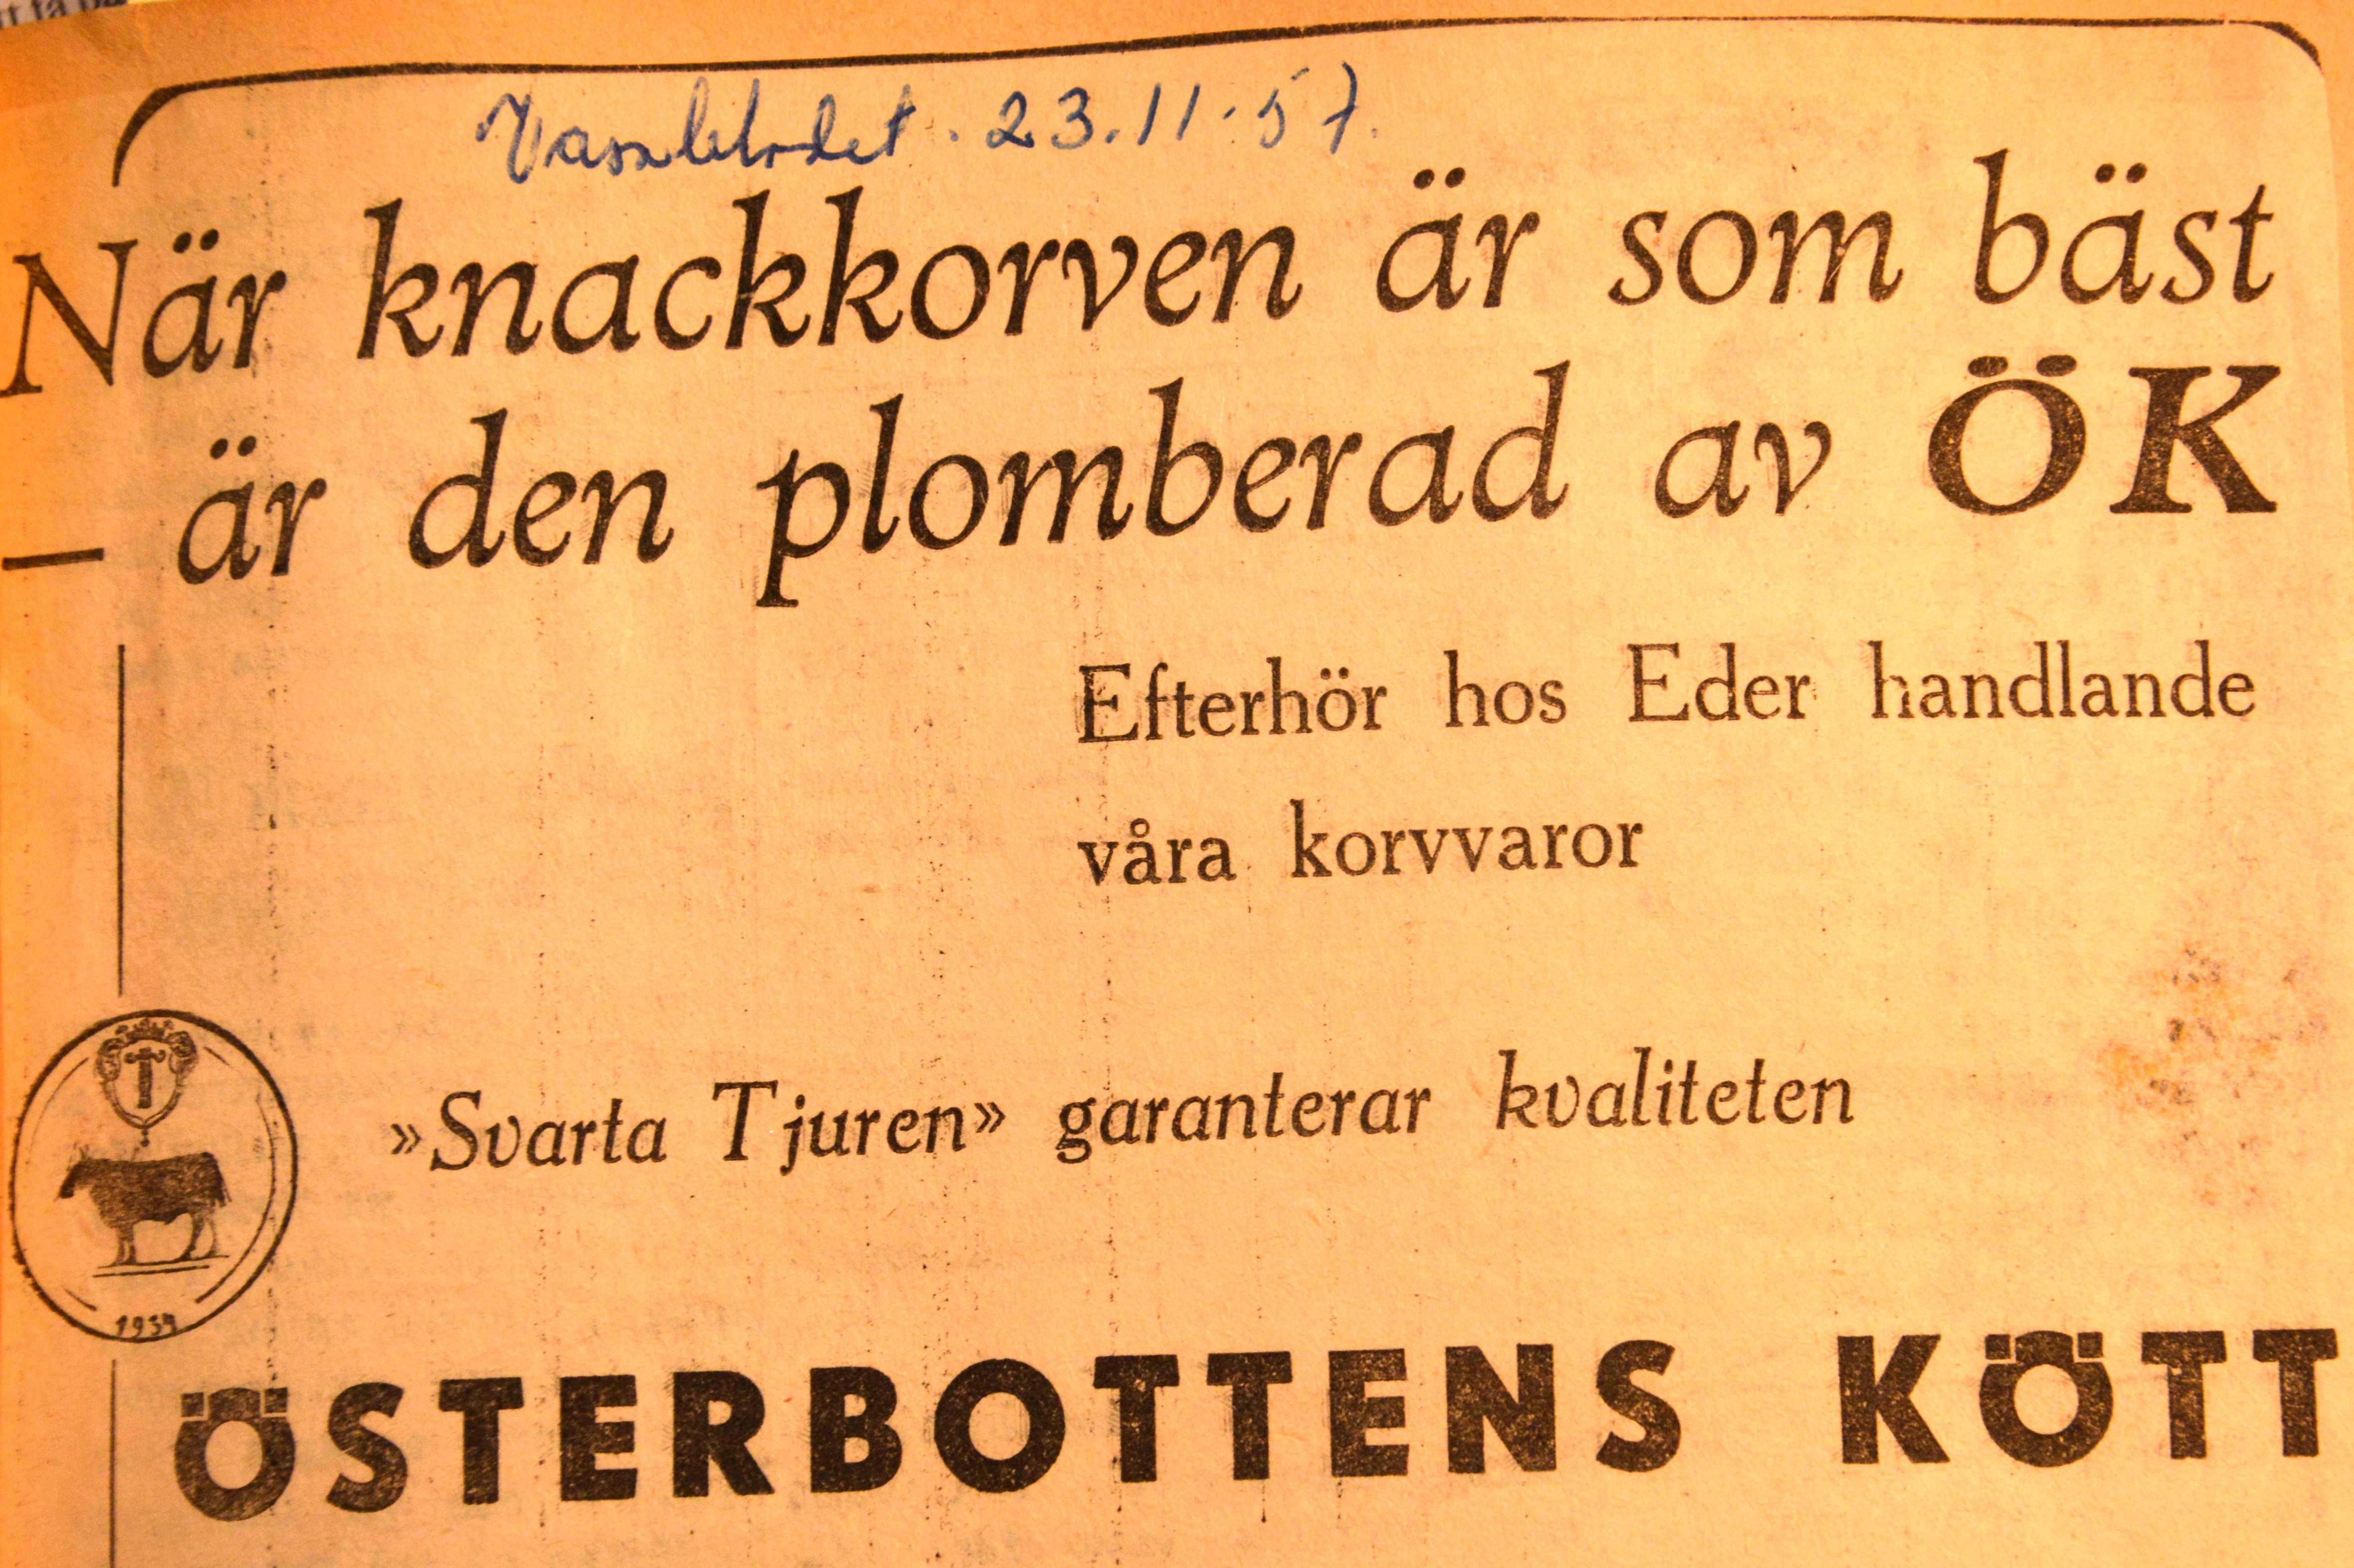 Vasabladet . 23.11.57.
När knackkorven är som bäst
– är den plomberad av ÖK
Efterhör hos Eder handlande
våra korvvaror
»Svarta Tjuren» garanterar kvaliteten
T
ÖSTERBOTTENS KÖTT